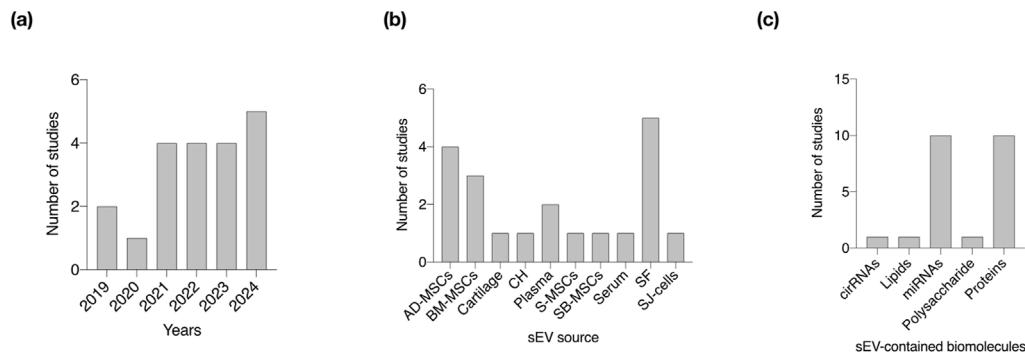 (a)
(b)
(c)
Number of studies
6
4
2
0
2019
2020
2021
2022
2023
2024
Years
Number of studies
6
4
2
0
AD-MSCs
BM-MSCs
Cartilage
CH
Plasma
S-MSCs
SB-MSCs
Serum
SF
SJ-cells
sEV source
Number of studies
15
10
5
0
cirRNAs
Lipids
miRNAs
Polysaccharide
Proteins
sEV-contained biomolecules